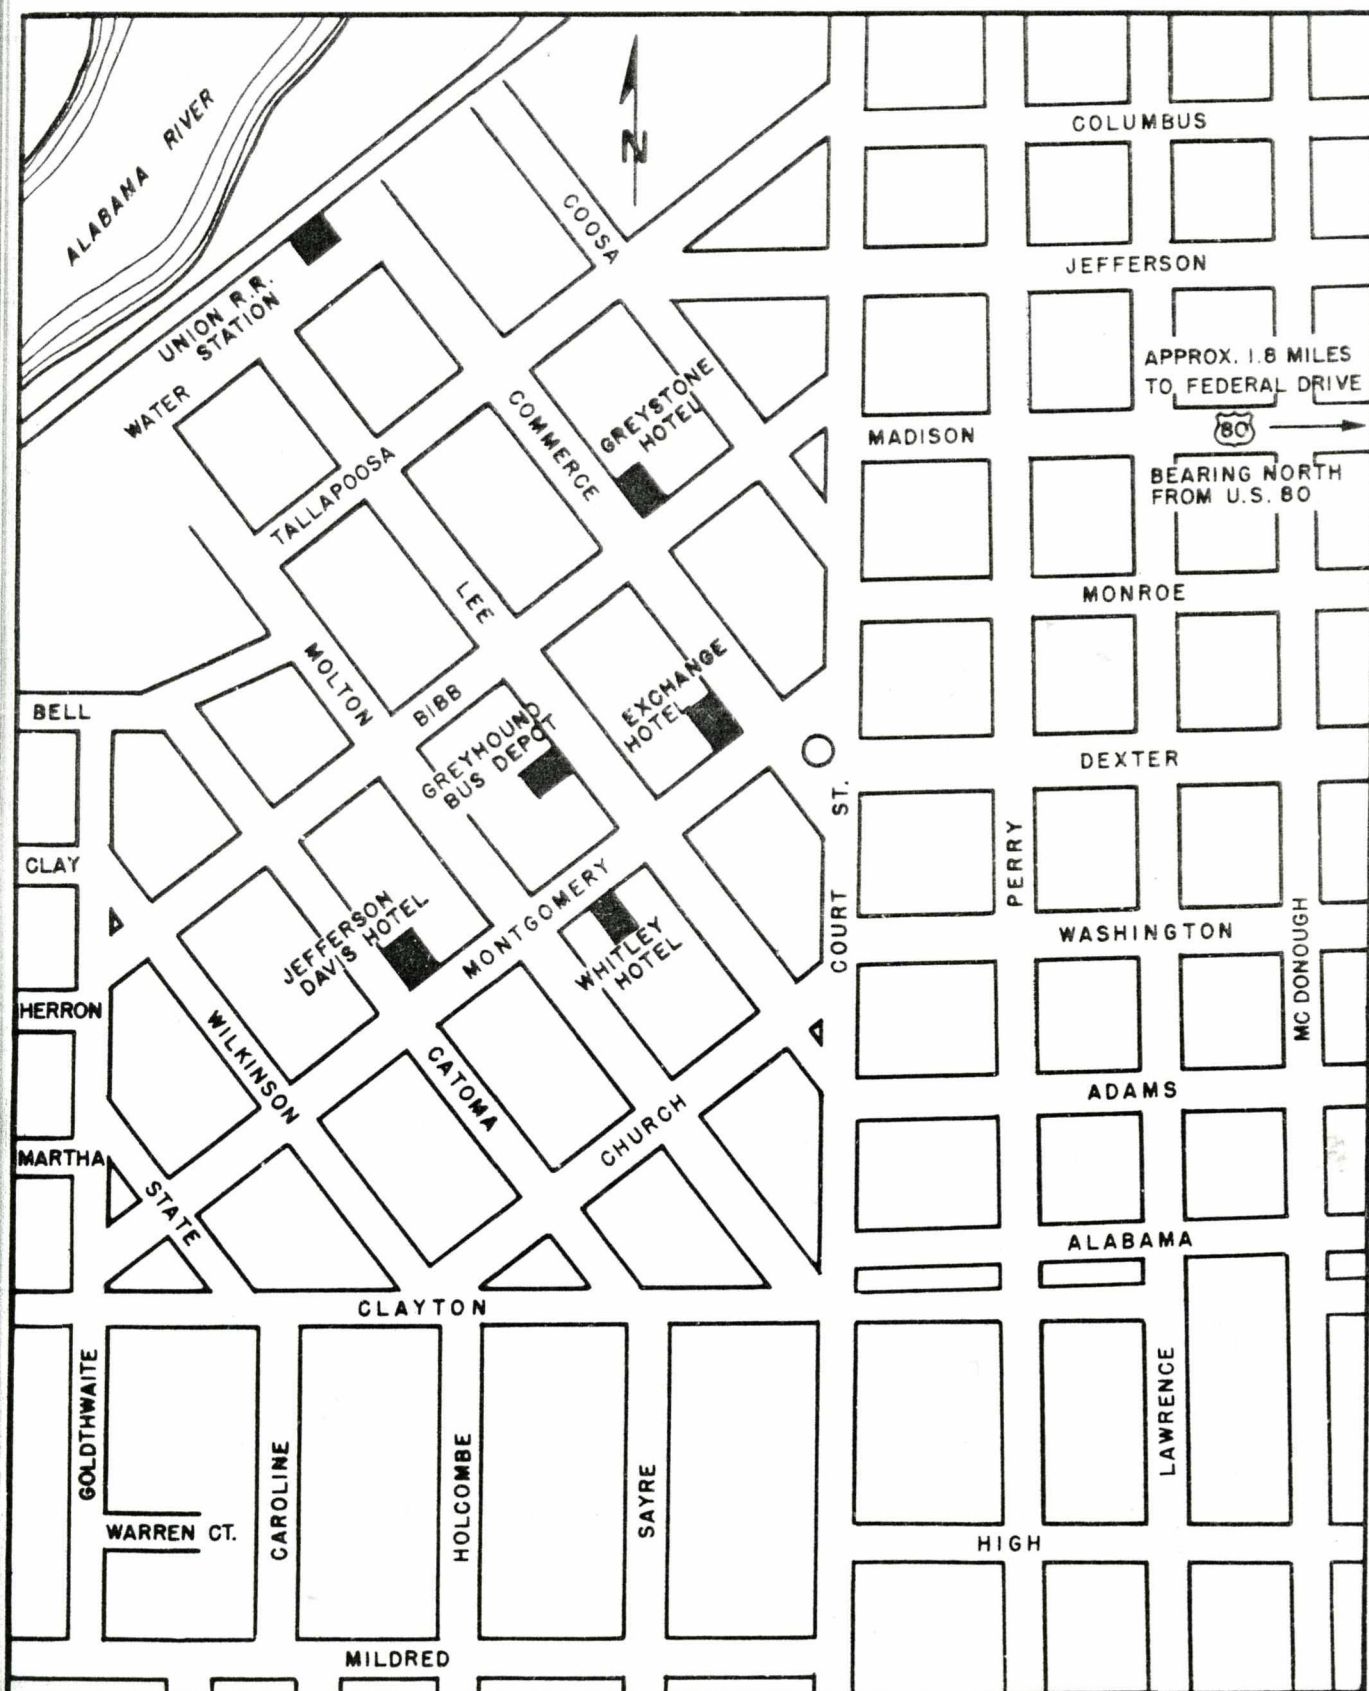 COLUMBUS
ALABAMA RIVER
N
COOSA
JEFFERSON
UNION R.R.
STATION
APPROX. 1.8 MILES
TO FEDERAL DRIVE
80
BEARING NORTH
FROM U.S. 80
WATER
COMMERCE
GREYSTONE
HOTEL
MADISON
TALLAPOOSA
LEE
MONROE
MOLTON
BIBB
BELL
GREYHOUND
BUS DEPOT
EXCHANGE
HOTEL
DEXTER
COURT ST.
PERRY
CLAY
MONTGOMERY
JEFFERSON
DAVIS HOTEL
WHITLEY
HOTEL
WASHINGTON
MC DONOUGH
HERRON
WILKINSON
CATOMA
CHURCH
ADAMS
MARTHA
STATE
ALABAMA
CLAYTON
GOLDTHWAITE
CAROLINE
HOLCOMBE
SAYRE
LAWRENCE
WARREN CT.
HIGH
MILDRED